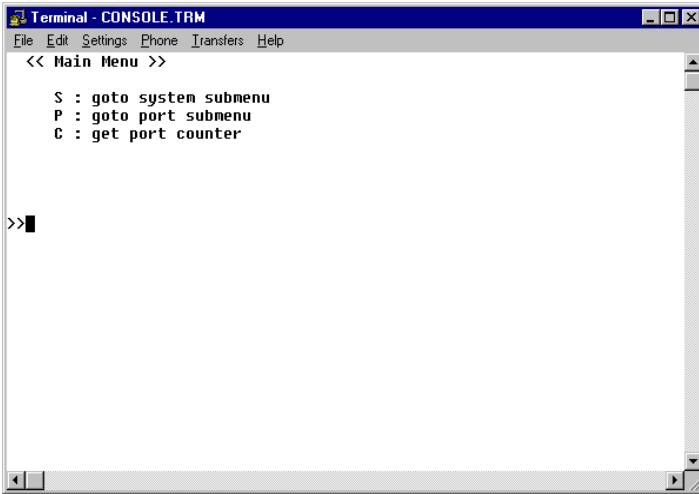 Terminal - CONSOLE.TRM
File Edit Settings Phone Transfers Help
<< Main Menu >>
S : goto system submenu
P : goto port submenu
C : get port counter
>>